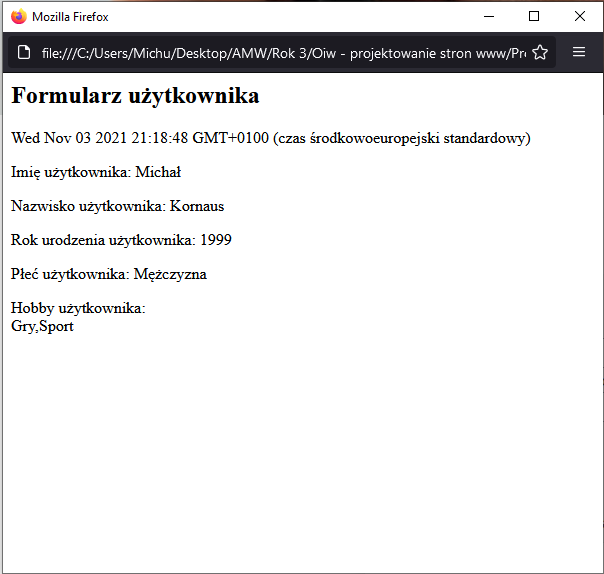 Mozilla Firefox
file:///C:/Users/Michu/Desktop/AMW/Rok 3/Oiw - projektowanie stron www/Pr
Formularz użytkownika
Wed Nov 03 2021 21:18:48 GMT+0100 (czas środkowoeuropejski standardowy)
Imię użytkownika: Michał
Nazwisko użytkownika: Kornaus
Rok urodzenia użytkownika: 1999
Płeć użytkownika: Mężczyzna
Hobby użytkownika:
Gry,Sport